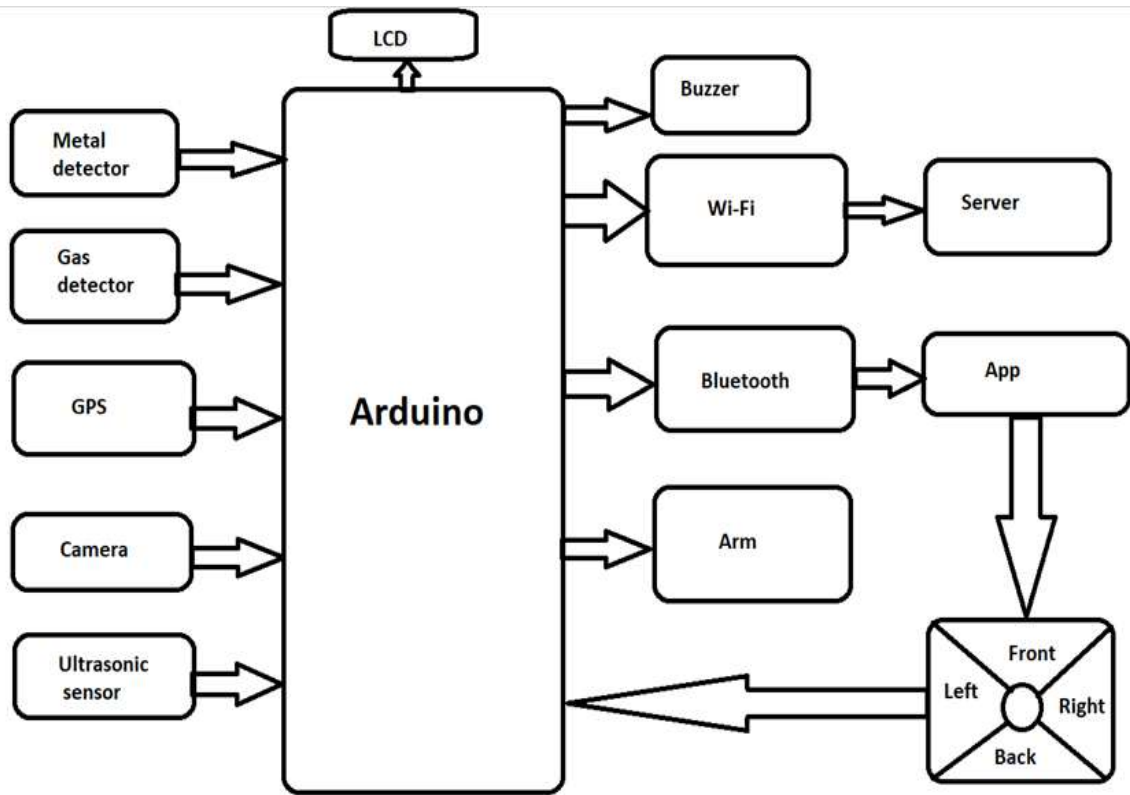 LCD
Buzzer
Metal
detector
Wi-Fi
Server
Gas
detector
Arduino
Bluetooth
App
GPS
Camera
Arm
Ultrasonic
sensor
Front
Left
Right
Back